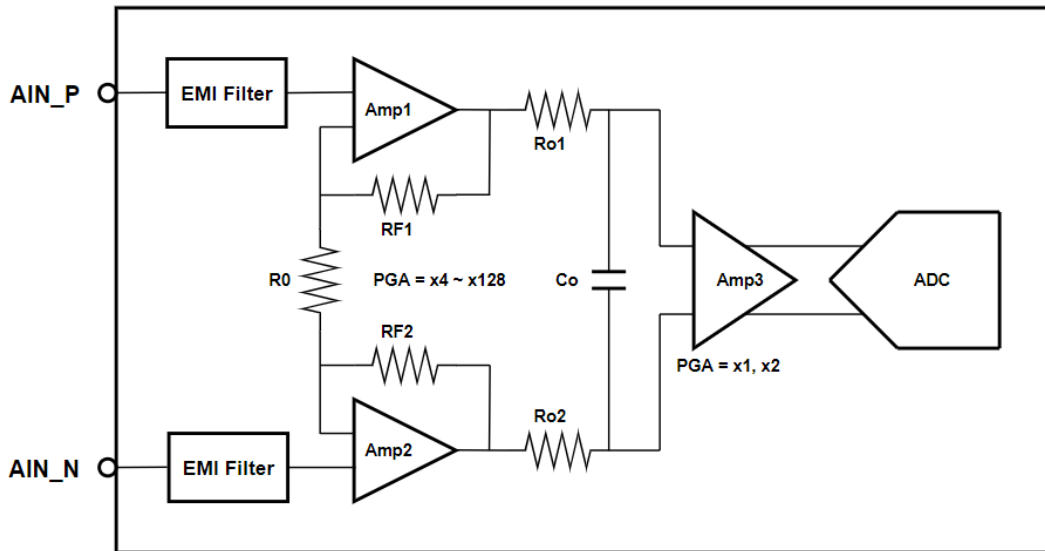 AIN_P
EMI Filter
Amp1
Ro1
RF1
R0
PGA = x4 ~ x128
Co
Amp3
ADC
RF2
PGA = x1, x2
Ro2
AIN_N
EMI Filter
Amp2